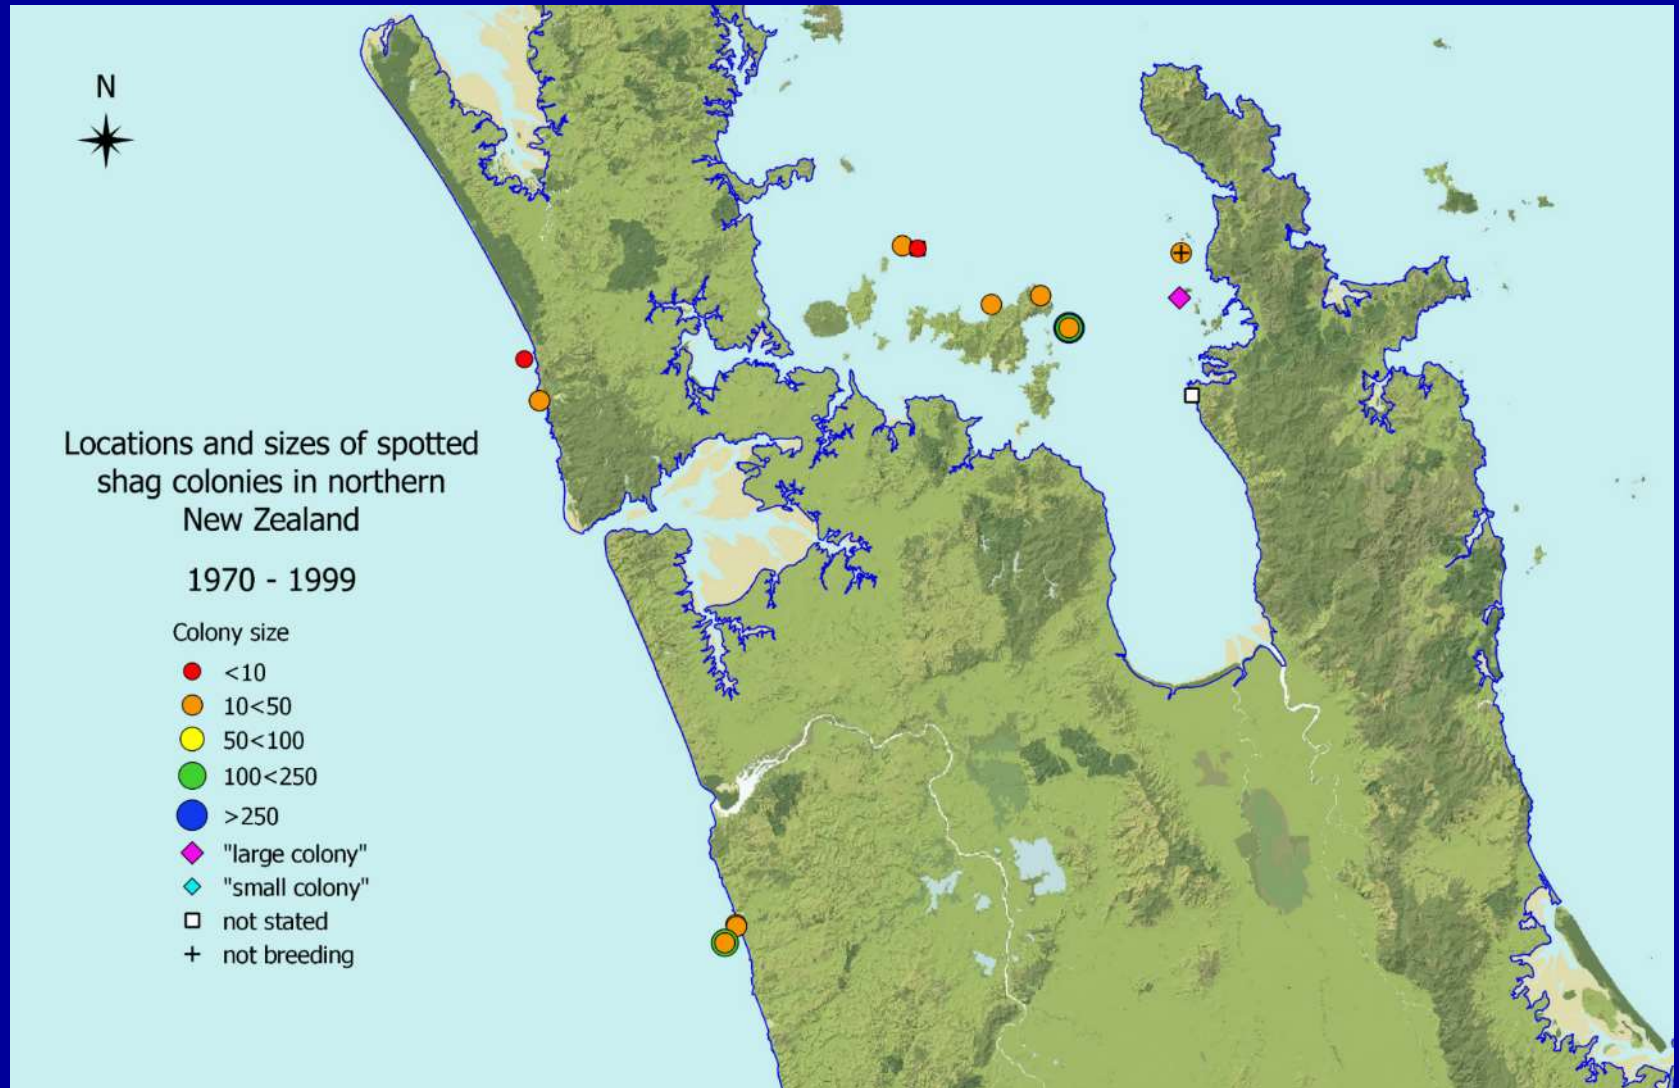 N
Locations and sizes of spotted
shag colonies in northern
New Zealand
1970 - 1999
Colony size
<10
10<50
50<100
100<250
>250
"large colony"
"small colony"
not stated
not breeding